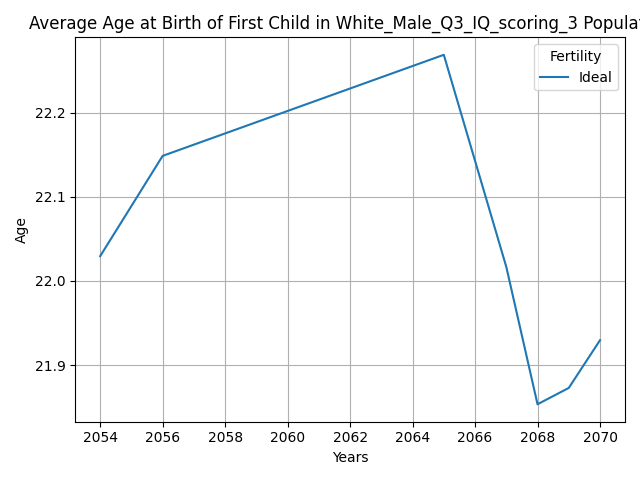 Average Age at Birth of First Child in White_Male_Q3_IQ_scoring_3 Popula
Fertility
Ideal
22.2
22.1
22.0
21.9
Age
2054 2056 2058 2060 2062 2064 2066 2068 2070
Years